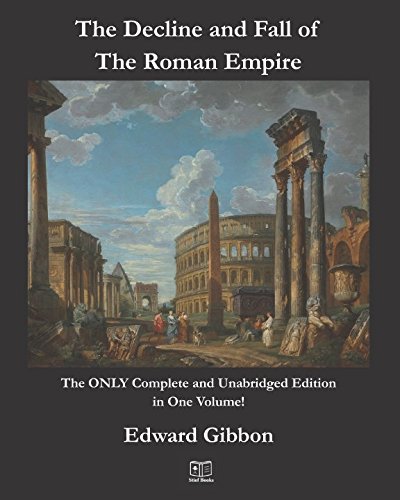 The Decline and Fall of
The Roman Empire
The ONLY Complete and Unabridged Edition
in One Volume!
Edward Gibbon
Stief Books